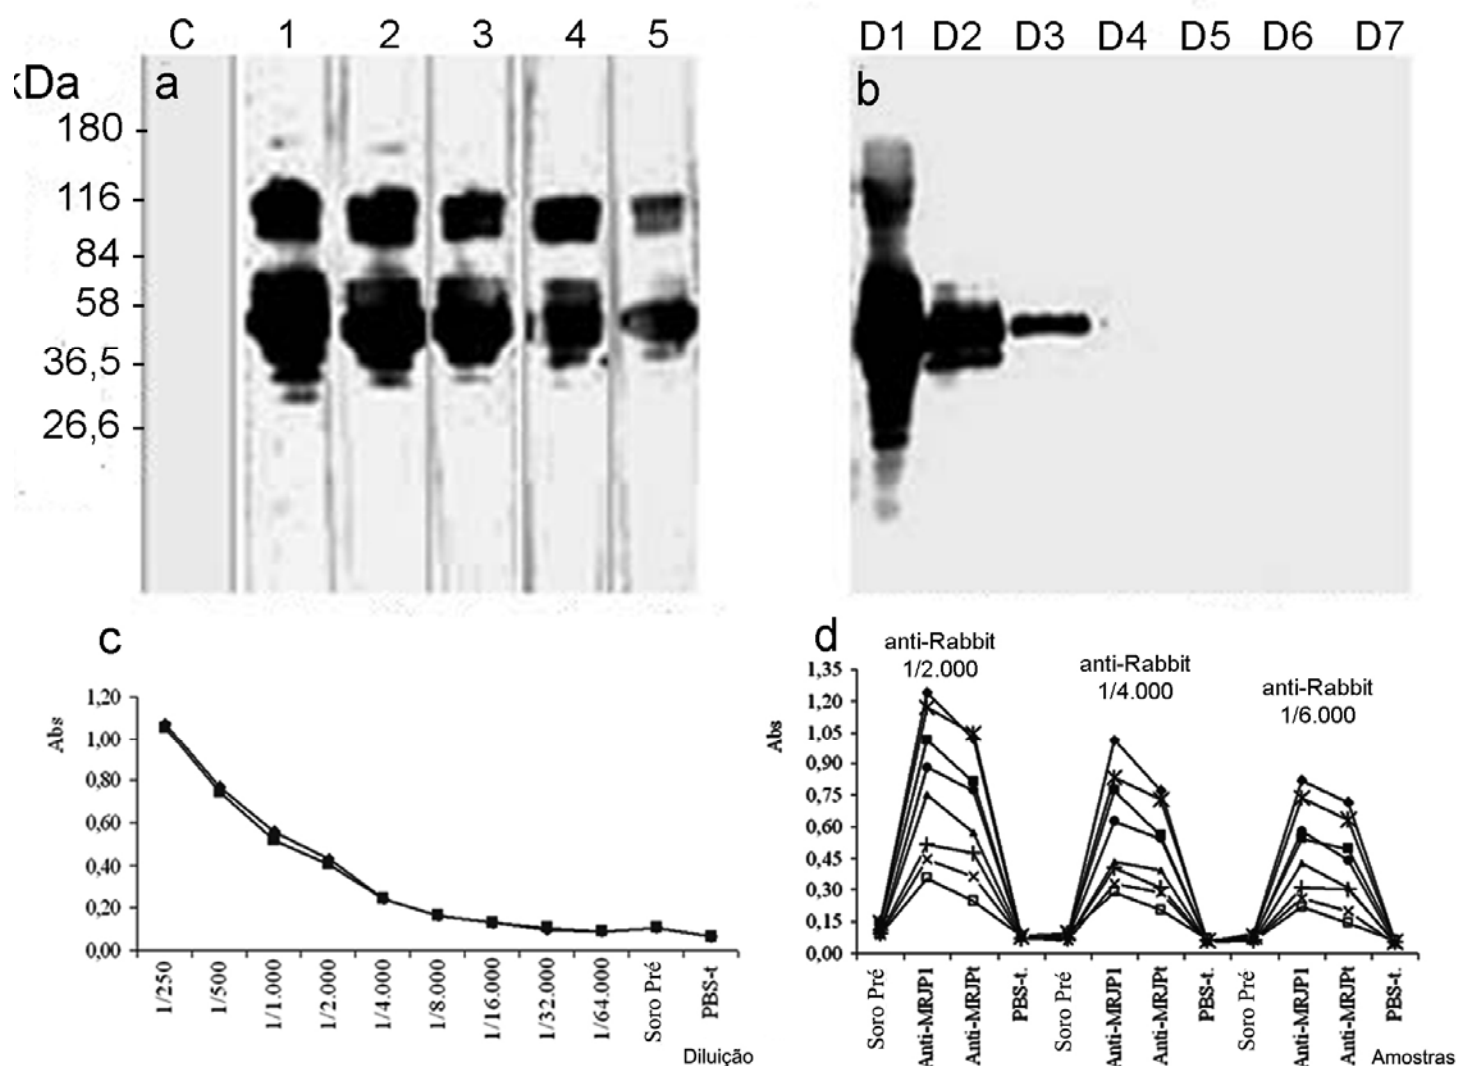 C 1 2 3 4 5
kDa a
180
116
84
58
36,5
26,6
D1 D2 D3 D4 D5 D6 D7
b
c
1,20
1,00
0,80
0,60
0,40
0,20
0,00
Abs
1/250
1/500
1/1.000
1/2.000
1/4.000
1/8.000
1/16.000
1/32.000
1/64.000
Soro Pré
PBS-t
Diluição
d
anti-Rabbit
1/2.000
anti-Rabbit
1/4.000
anti-Rabbit
1/6.000
1,35
1,20
1,05
0,90
0,75
0,60
0,45
0,30
0,15
0,00
Abs
Soro Pré
Anti-MRJP1
Anti-MRJPt
PBS-t.
Soro Pré
Anti-MRJP1
Anti-MRJPt
PBS-t.
Soro Pré
Anti-MRJP1
Anti-MRJPt
PBS-t.
Amostras